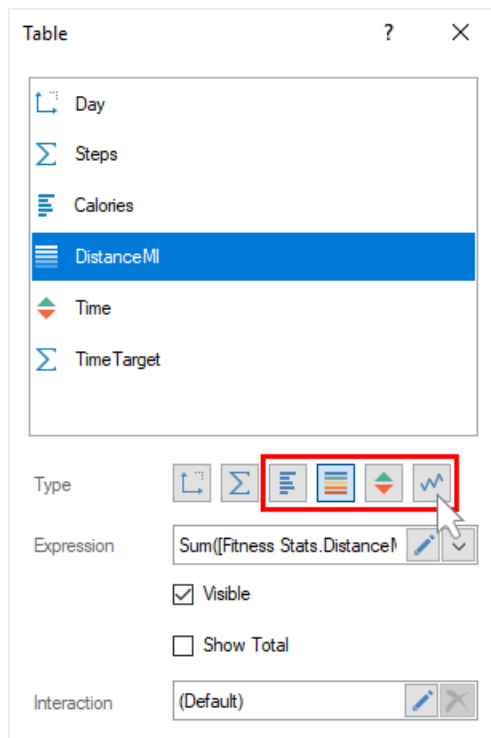 Table ?
Day
Steps
Calories
DistanceMI
Time
TimeTarget
Type
Expression Sum([Fitness Stats.DistanceM
Visible
Show Total
Interaction (Default)